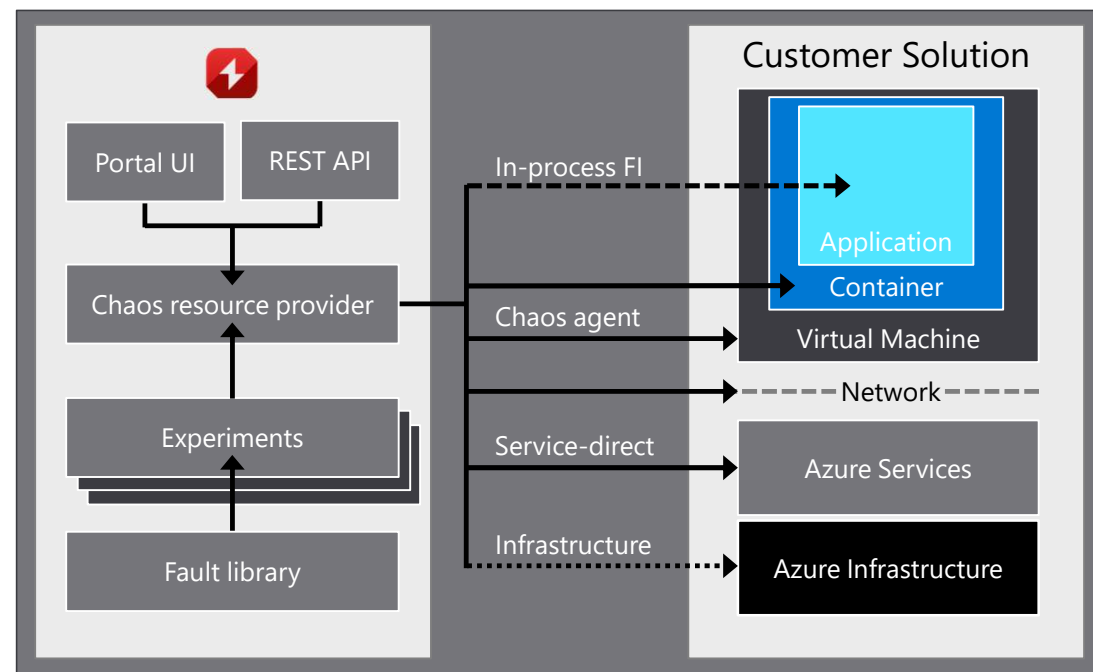 Portal UI
REST API
Chaos resource provider
Experiments
Fault library
In-process FI
Chaos agent
Service-direct
Infrastructure
Customer Solution
Application
Container
Virtual Machine
Network
Azure Services
Azure Infrastructure